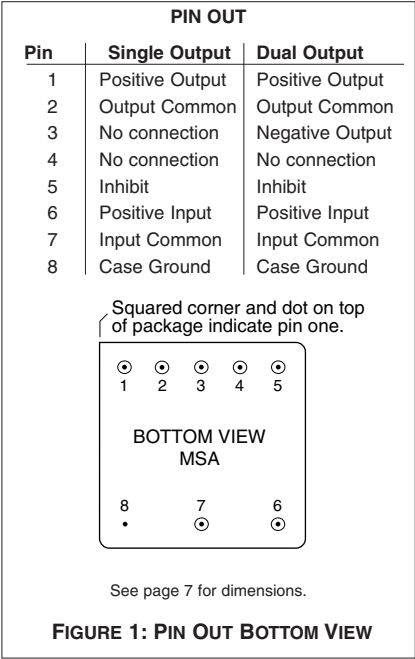 PIN OUT
Pin Single Output Dual Output
1 Positive Output Positive Output
2 Output Common Output Common
3 No connection Negative Output
4 No connection No connection
5 Inhibit Inhibit
6 Positive Input Positive Input
7 Input Common Input Common
8 Case Ground Case Ground
Squared corner and dot on top
of package indicate pin one.
1 2 3 4 5
BOTTOM VIEW
MSA
8 7 6
See page 7 for dimensions.
FIGURE 1: PIN OUT BOTTOM VIEW